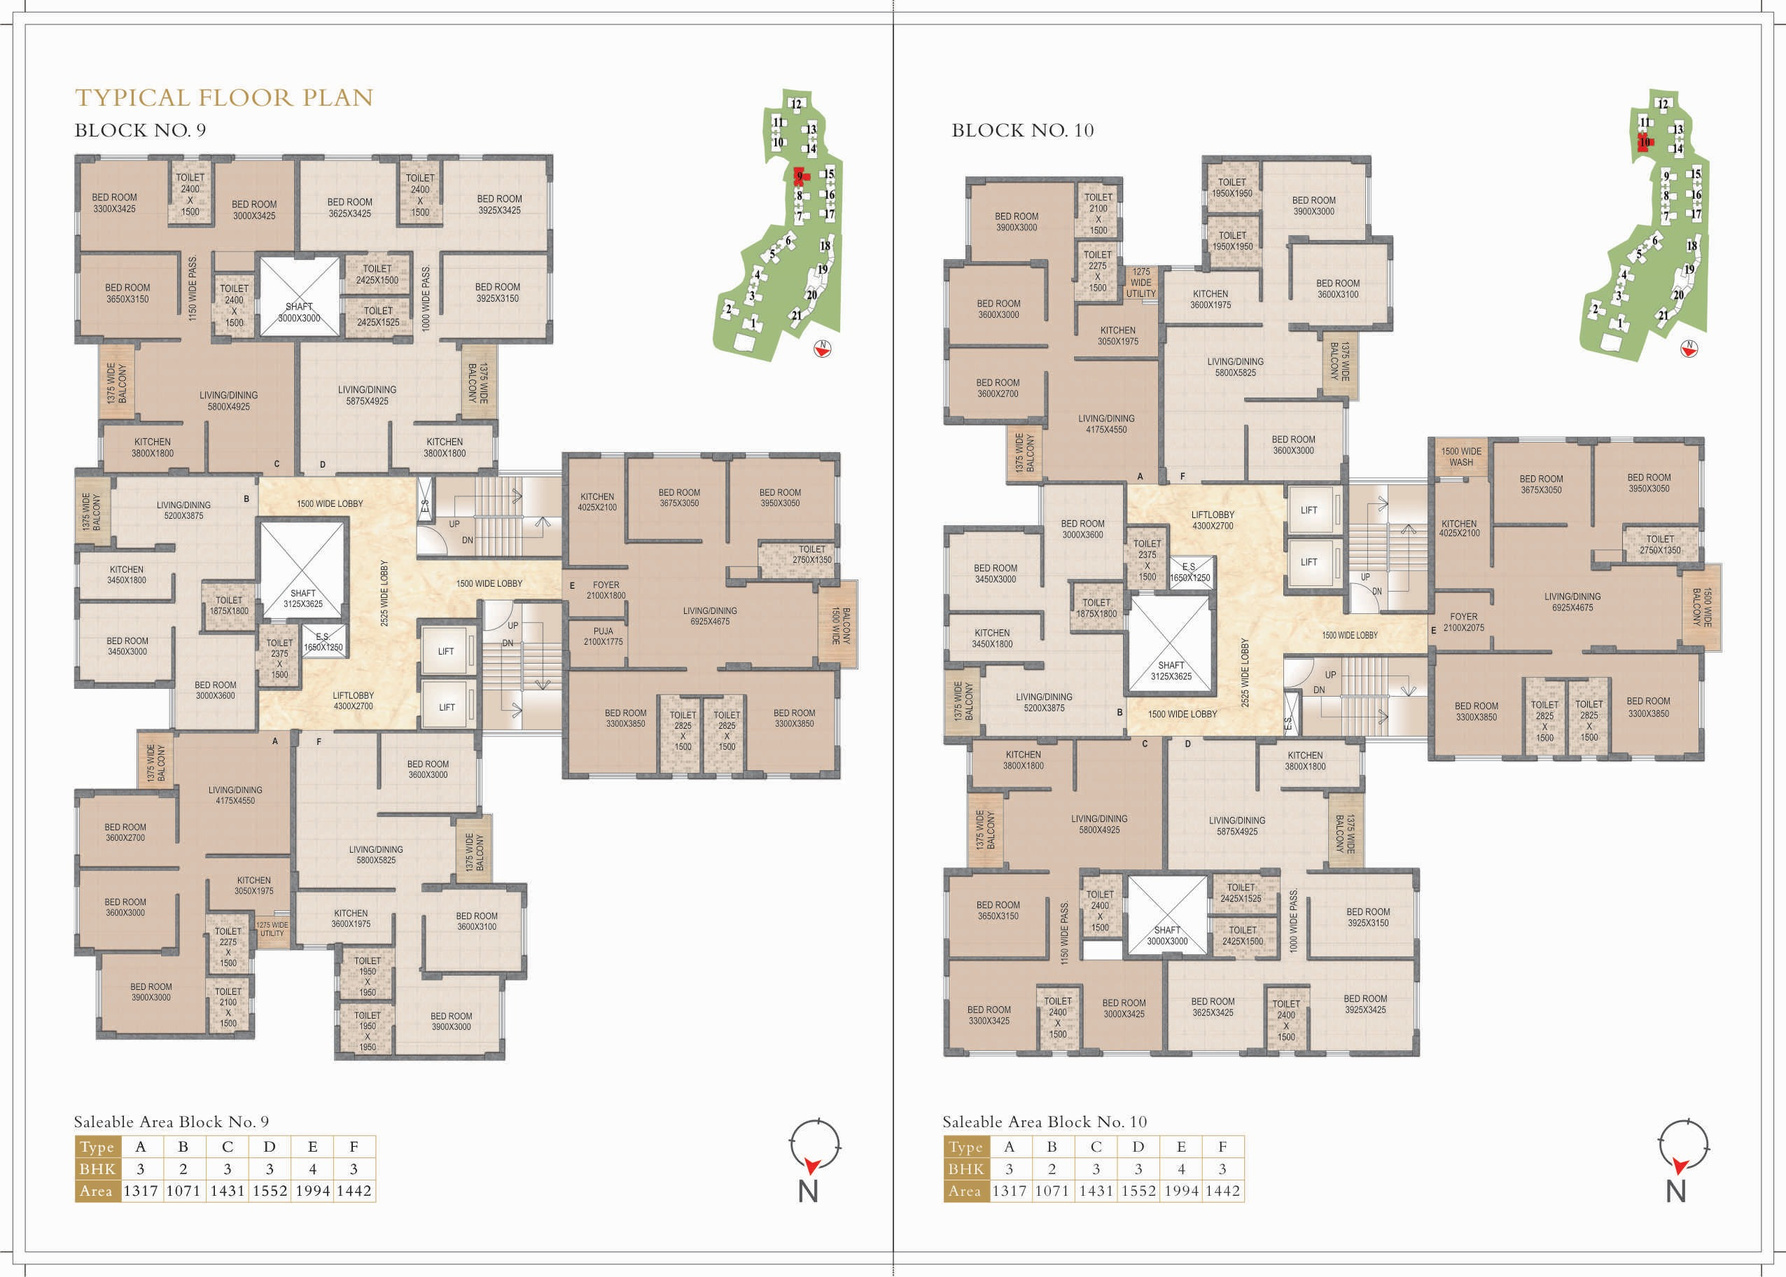 TYPICAL FLOOR PLAN
BLOCK NO. 9
BED ROOM
3300X3425
TOILET
2400
X
1500
BED ROOM
3000X3425
BED ROOM
3625X3425
TOILET
2400
X
1500
BED ROOM
3925X3425
BED ROOM
3650X3150
1150 WIDE PASS.
TOILET
2400
X
1500
SHAFT
3000X3000
TOILET
2425X1500
TOILET
2425X1525
1000 WIDE PASS.
BED ROOM
3925X3150
1375 WIDE
BALCONY
LIVING/DINING
5800X4925
LIVING/DINING
5875X4925
1375 WIDE
BALCONY
KITCHEN
3800X1800
C
D
KITCHEN
3800X1800
1375 WIDE
BALCONY
LIVING/DINING
5200X3875
B
1500 WIDE LOBBY
E.S
UP
DN
KITCHEN
4025X2100
BED ROOM
3675X3050
BED ROOM
3950X3050
TOILET
2750X1350
KITCHEN
3450X1800
TOILET
1875X1800
SHAFT
3125X3625
2525 WIDE LOBBY
1500 WIDE LOBBY
E
FOYER
2100X1800
LIVING/DINING
6925X4675
BALCONY
1500 WIDE
BED ROOM
3450X3000
TOILET
2375
X
1500
E.S.
1650X1250
UP
DN
PUJA
2100X1775
LIFT
BED ROOM
3000X3600
LIFTLOBBY
4300X2700
LIFT
BED ROOM
3300X3850
TOILET
2825
X
1500
TOILET
2825
X
1500
BED ROOM
3300X3850
A
F
1375 WIDE
BALCONY
LIVING/DINING
4175X4550
BED ROOM
3600X3000
BED ROOM
3600X2700
LIVING/DINING
5800X5825
1375 WIDE
BALCONY
KITCHEN
3050X1975
BED ROOM
3600X3000
1275 WIDE
UTILITY
KITCHEN
3600X1975
BED ROOM
3600X3100
TOILET
2275
X
1500
TOILET
1950
X
1950
BED ROOM
3900X3000
TOILET
2100
X
1500
TOILET
1950
X
1950
BED ROOM
3900X3000
12
11
13
10
14
9
15
8
16
7
17
6
18
5
4
19
3
20
2
1
21
N
Saleable Area Block No. 9
Type A B C D E F
BHK 3 2 3 3 4 3
Area 1317 1071 1431 1552 1994 1442
N
BLOCK NO. 10
BED ROOM
3900X3000
TOILET
2100
X
1500
TOILET
1950X1950
BED ROOM
3900X3000
TOILET
2275
X
1500
TOILET
1950X1950
BED ROOM
3600X3000
1275
WIDE
UTILITY
KITCHEN
3600X1975
BED ROOM
3600X3100
KITCHEN
3050X1975
BED ROOM
3600X2700
LIVING/DINING
5800X5825
1375 WIDE
BALCONY
LIVING/DINING
4175X4550
1375 WIDE
BALCONY
BED ROOM
3600X3000
A
F
1500 WIDE
WASH
BED ROOM
3675X3050
BED ROOM
3950X3050
BED ROOM
3000X3600
LIFTLOBBY
4300X2700
LIFT
KITCHEN
4025X2100
TOILET
2750X1350
BED ROOM
3450X3000
TOILET
2375
X
1500
E.S.
1650X1250
LIFT
UP
DN
TOILET
1875X1800
KITCHEN
3450X1800
SHAFT
3125X3625
2525 WIDE LOBBY
1500 WIDE LOBBY
E
FOYER
2100X2075
LIVING/DINING
6925X4675
1500 WIDE
BALCONY
1375 WIDE
BALCONY
LIVING/DINING
5200X3875
B
1500 WIDE LOBBY
E.S
UP
DN
BED ROOM
3300X3850
TOILET
2825
X
1500
TOILET
2825
X
1500
BED ROOM
3300X3850
C
D
KITCHEN
3800X1800
KITCHEN
3800X1800
1375 WIDE
BALCONY
LIVING/DINING
5800X4925
LIVING/DINING
5875X4925
1375 WIDE
BALCONY
BED ROOM
3650X3150
1150 WIDE PASS.
TOILET
2400
X
1500
SHAFT
3000X3000
TOILET
2425X1525
TOILET
2425X1500
1000 WIDE PASS.
BED ROOM
3925X3150
BED ROOM
3300X3425
TOILET
2400
X
1500
BED ROOM
3000X3425
BED ROOM
3625X3425
TOILET
2400
X
1500
BED ROOM
3925X3425
12
11
13
10
14
9
15
8
16
7
17
6
18
5
4
19
3
20
2
1
21
N
Saleable Area Block No. 10
Type A B C D E F
BHK 3 2 3 3 4 3
Area 1317 1071 1431 1552 1994 1442
N